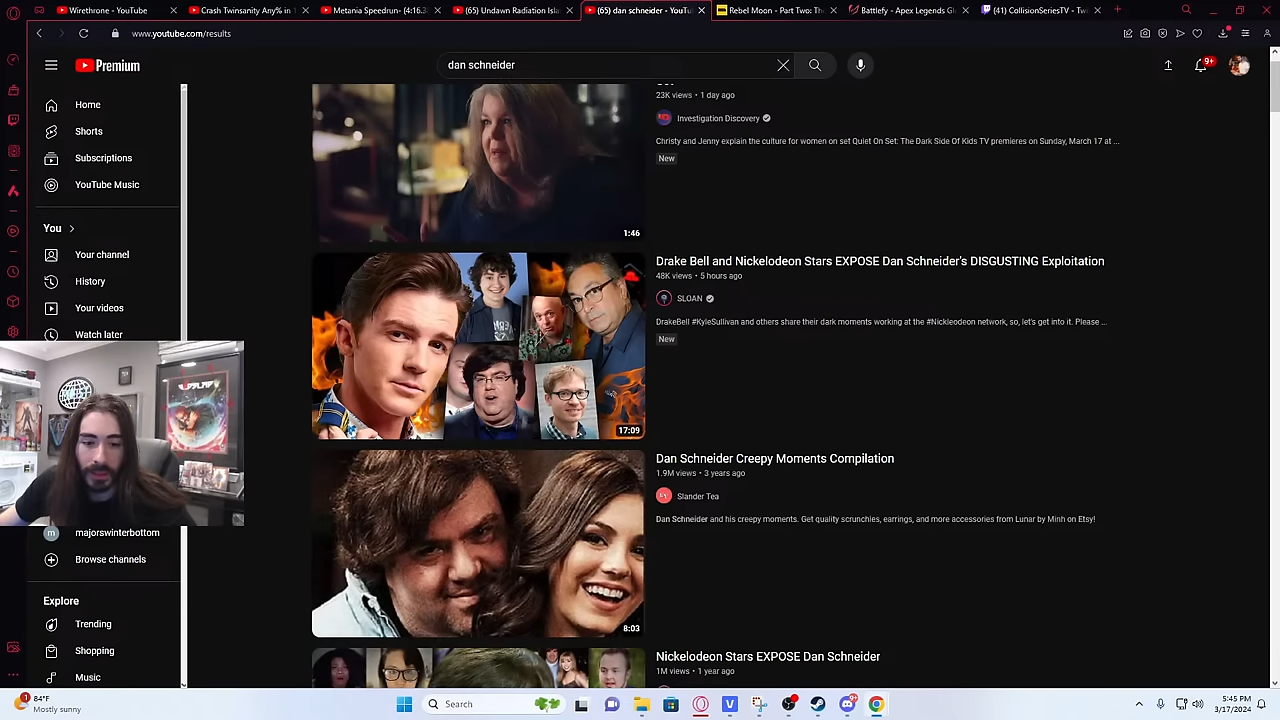 Wirethrone - YouTube
Crash Twinsanity Any% in 1
Metania Speedrun- (4:16.3
(65) Undawn Radiation Isla
(65) dan schneider - YouTu
Rebel Moon - Part Two: Th
Battlefy - Apex Legends Gl
(41) CollisionSeriesTV - Tw
www.youtube.com/results
Premium
dan schneider
9+
Home
Shorts
Subscriptions
YouTube Music
You
Your channel
History
Your videos
Watch later
majorswinterbottom
Browse channels
Explore
Trending
Shopping
Music
23K views • 1 day ago
Investigation Discovery
Christy and Jenny explain the culture for women on set Quiet On Set: The Dark Side Of Kids TV premieres on Sunday, March 17 at ...
New
1:46
Drake Bell and Nickelodeon Stars EXPOSE Dan Schneider's DISGUSTING Exploitation
48K views • 5 hours ago
SLOAN
DrakeBell #KyleSullivan and others share their dark moments working at the #Nickleodeon network, so, let's get into it. Please ...
New
17:09
Dan Schneider Creepy Moments Compilation
1.9M views • 3 years ago
Slander Tea
Dan Schneider and his creepy moments. Get quality scrunchies, earrings, and more accessories from Lunar by Minh on Etsy!
8:03
Nickelodeon Stars EXPOSE Dan Schneider
1M views • 1 year ago
84°F
Mostly sunny
Search
5:45 PM
3/17/2024